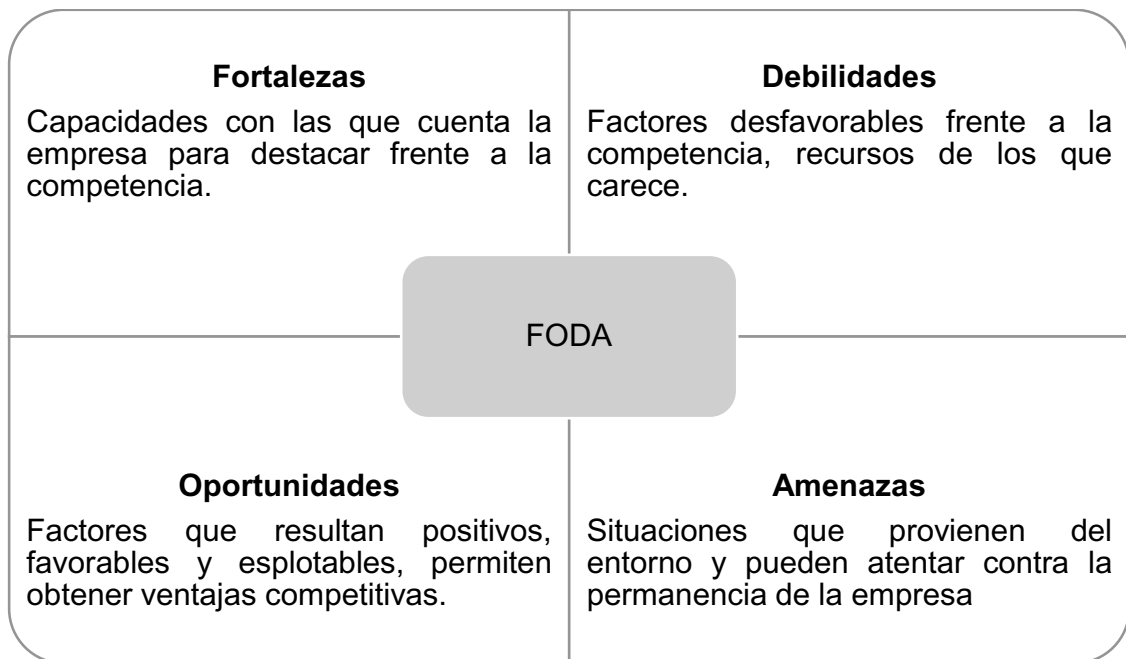 Fortalezas
Capacidades con las que cuenta la
empresa para destacar frente a la
competencia.
Debilidades
Factores desfavorables frente a la
competencia, recursos de los que
carece.
FODA
Oportunidades
Factores que resultan positivos,
favorables y esplotables, permiten
obtener ventajas competitivas.
Amenazas
Situaciones que provienen del
entorno y pueden atentar contra la
permanencia de la empresa